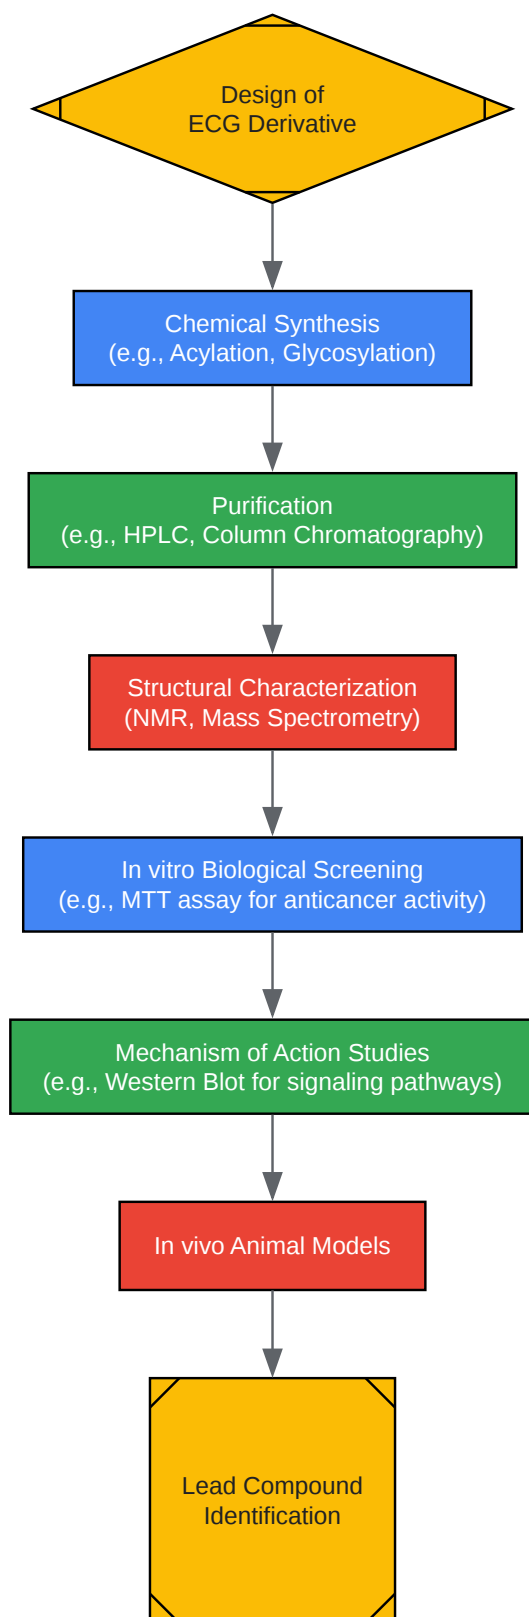 Design of
ECG Derivative
Chemical Synthesis
(e.g., Acylation, Glycosylation)
Purification
(e.g., HPLC, Column Chromatography)
Structural Characterization
(NMR, Mass Spectrometry)
In vitro Biological Screening
(e.g., MTT assay for anticancer activity)
Mechanism of Action Studies
(e.g., Western Blot for signaling pathways)
In vivo Animal Models
Lead Compound
Identification